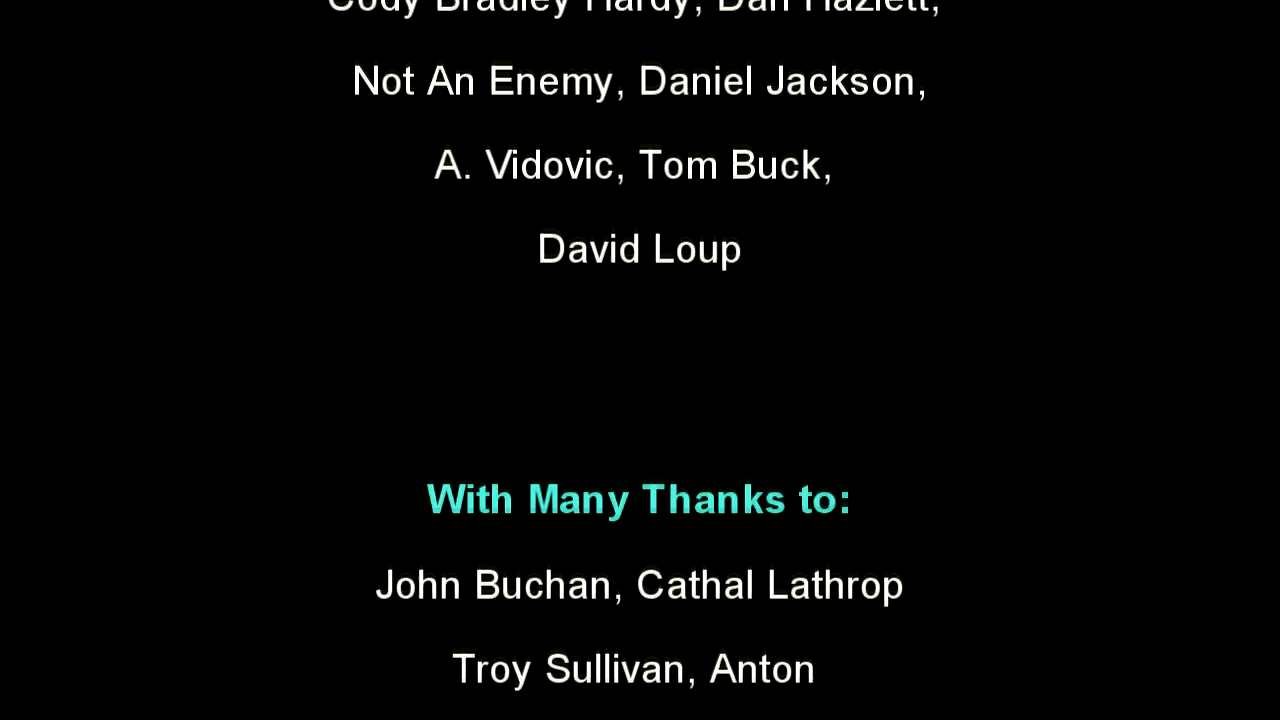 Cody Bradley Hardy, Dan Hazlett,
Not An Enemy, Daniel Jackson,
A. Vidovic, Tom Buck,
David Loup
With Many Thanks to:
John Buchan, Cathal Lathrop
Troy Sullivan, Anton